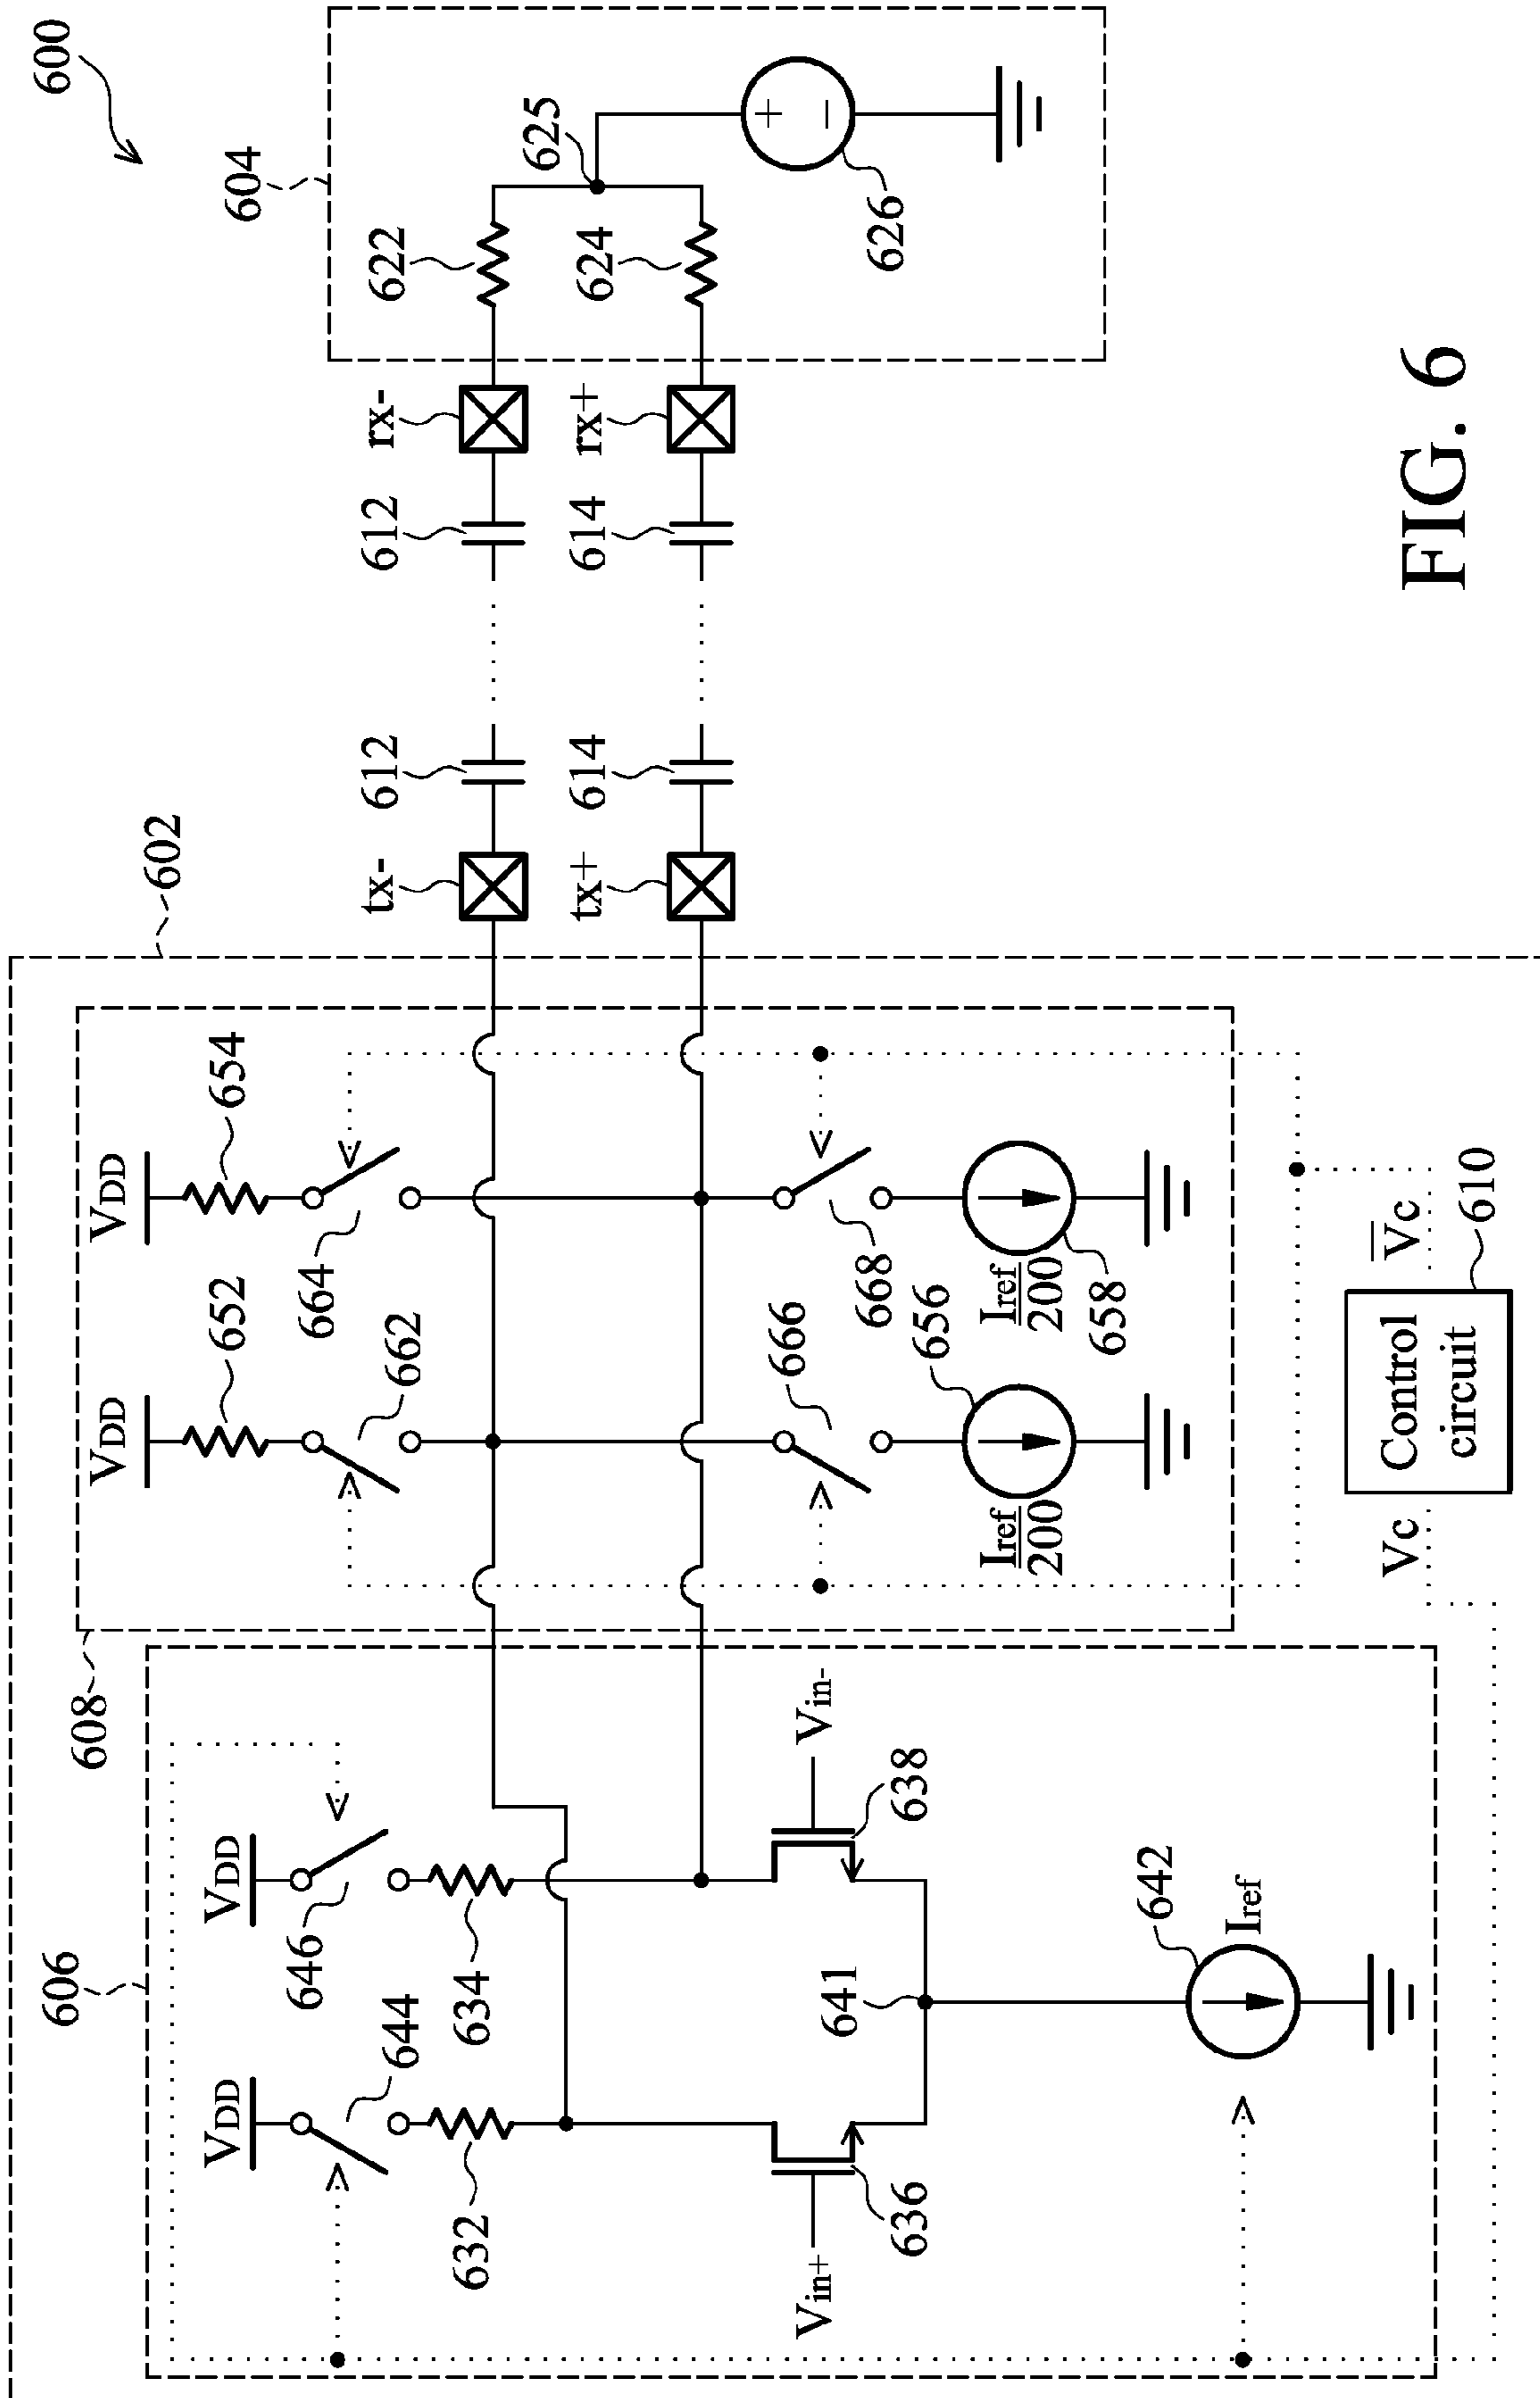 600
602
604
606
608
VDD
VDD
VDD
VDD
646
644
634
632
652
654
664
662
tx-
612
612
rx-
622
625
tx+
614
614
rx+
624
626
Vin+
636
638
Vin-
641
642
Iref
666
668
656
658
Iref
200
Iref
200
Vc
V̅c
Control
circuit
610
FIG. 6